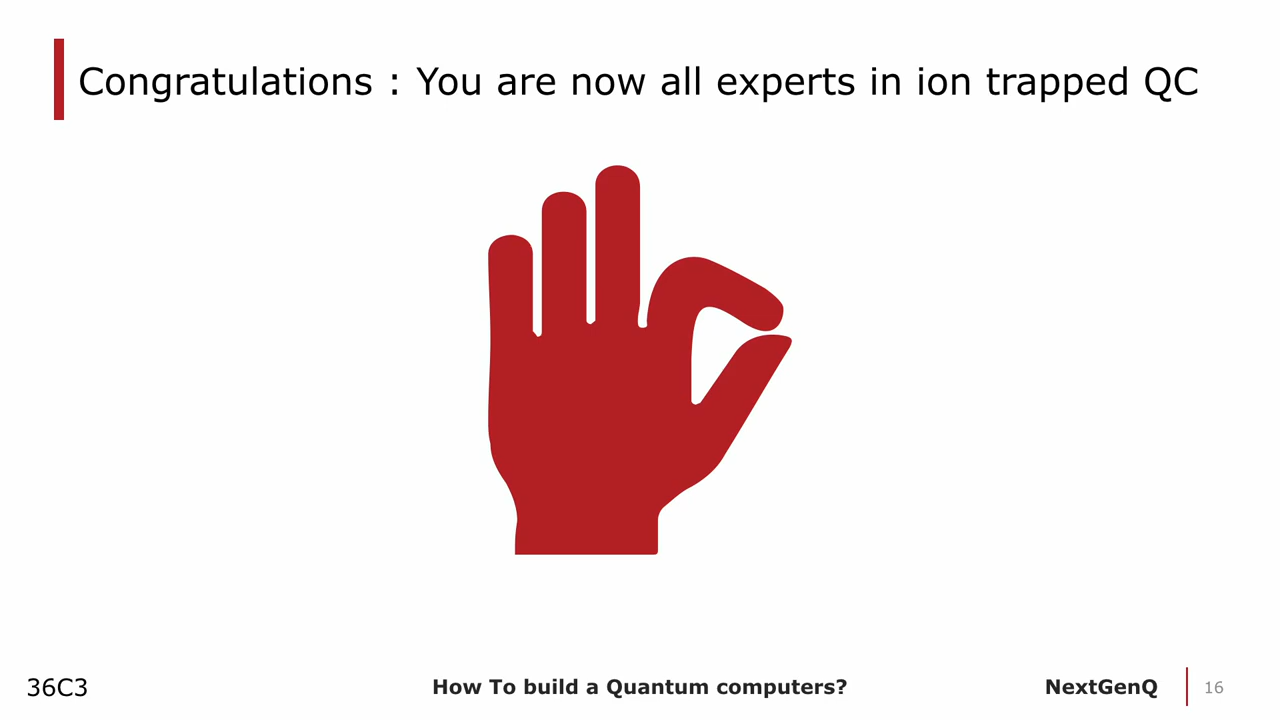 Congratulations : You are now all experts in ion trapped QC
36C3
How To build a Quantum computers?
NextGenQ
16